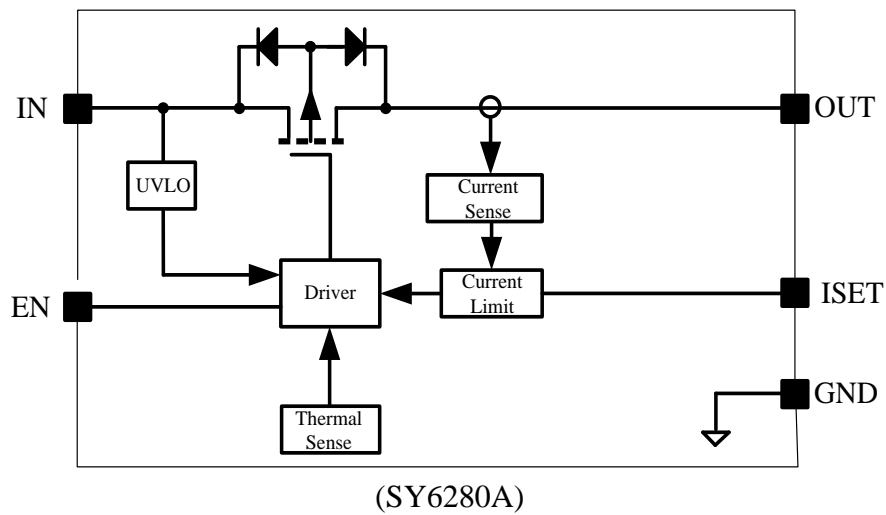 IN
OUT
UVLO
Current
Sense
Driver
Current
Limit
EN
ISET
Thermal
Sense
GND
(SY6280A)